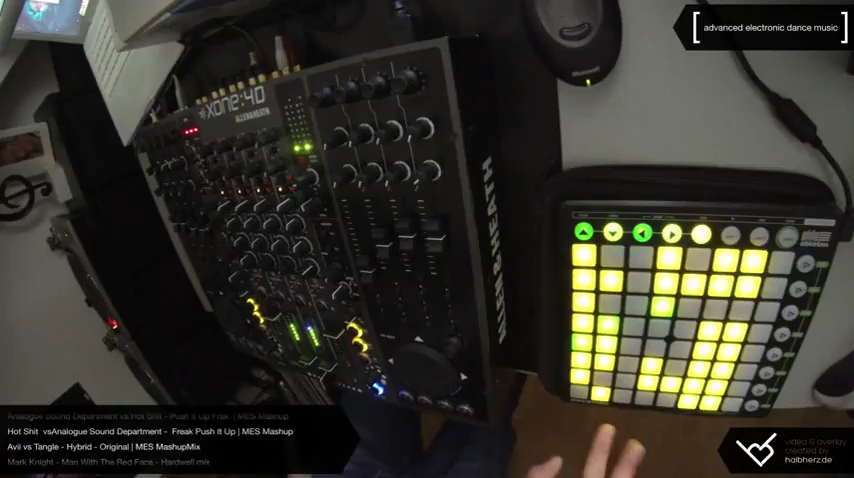 advanced electronic dance music
XONE:4D
ALLEN&HEATH
ALLEN&HEATH
ableton
Analogue Sound Department vs Hot Shit - Push It Up Freak | MES Mashup
Hot Shit vsAnalogue Sound Department - Freak Push It Up | MES Mashup
Avii vs Tangle - Hybrid - Original | MES MashupMix
Mark Knight - Man With The Red Face - Hardwell mix
video & overlay
created by
halbherz.de